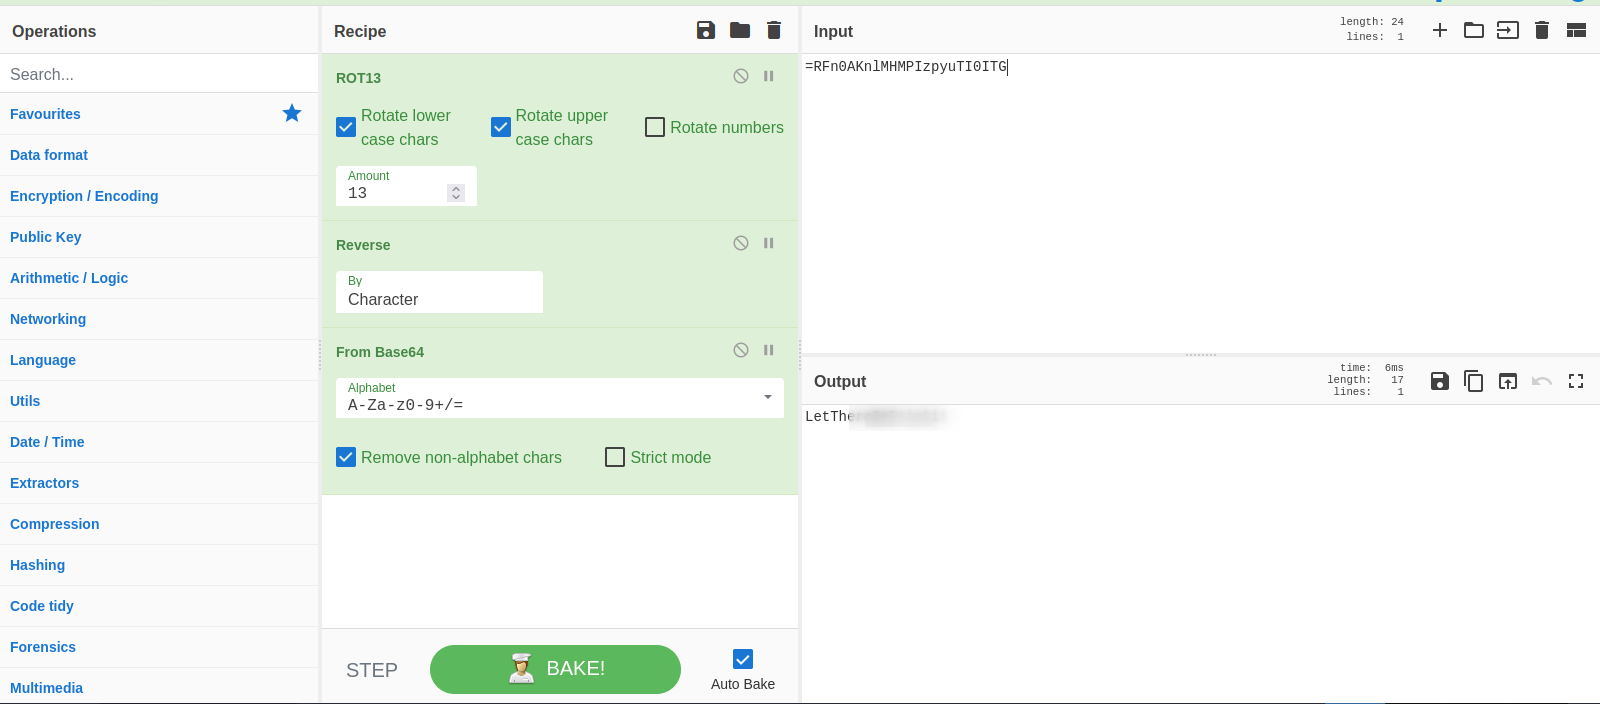 Operations
Search...
Favourites
Data format
Encryption / Encoding
Public Key
Arithmetic / Logic
Networking
Language
Utils
Date / Time
Extractors
Compression
Hashing
Code tidy
Forensics
Multimedia
Recipe
ROT13
Rotate lower case chars
Rotate upper case chars
Rotate numbers
Amount
13
Reverse
By
Character
From Base64
Alphabet
A-Za-z0-9+/=
Remove non-alphabet chars
Strict mode
STEP
BAKE!
Auto Bake
Input
length: 24
lines: 1
=RFn0AKnlMHMPIzpyuTI0ITG
Output
time: 6ms
length: 17
lines: 1
LetThe